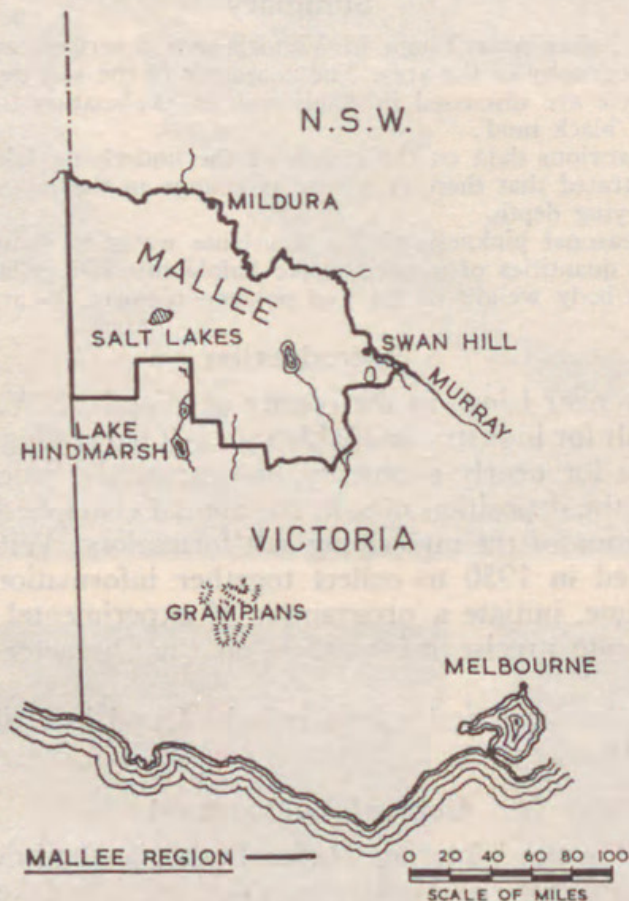 N.S.W.
MILDURA
MALLEE
SALT LAKES
SWAN HILL
MURRAY
LAKE
HINDMARSH
VICTORIA
GRAMPIANS
MELBOURNE
MALLEE REGION
0 20 40 60 80 100
SCALE OF MILES